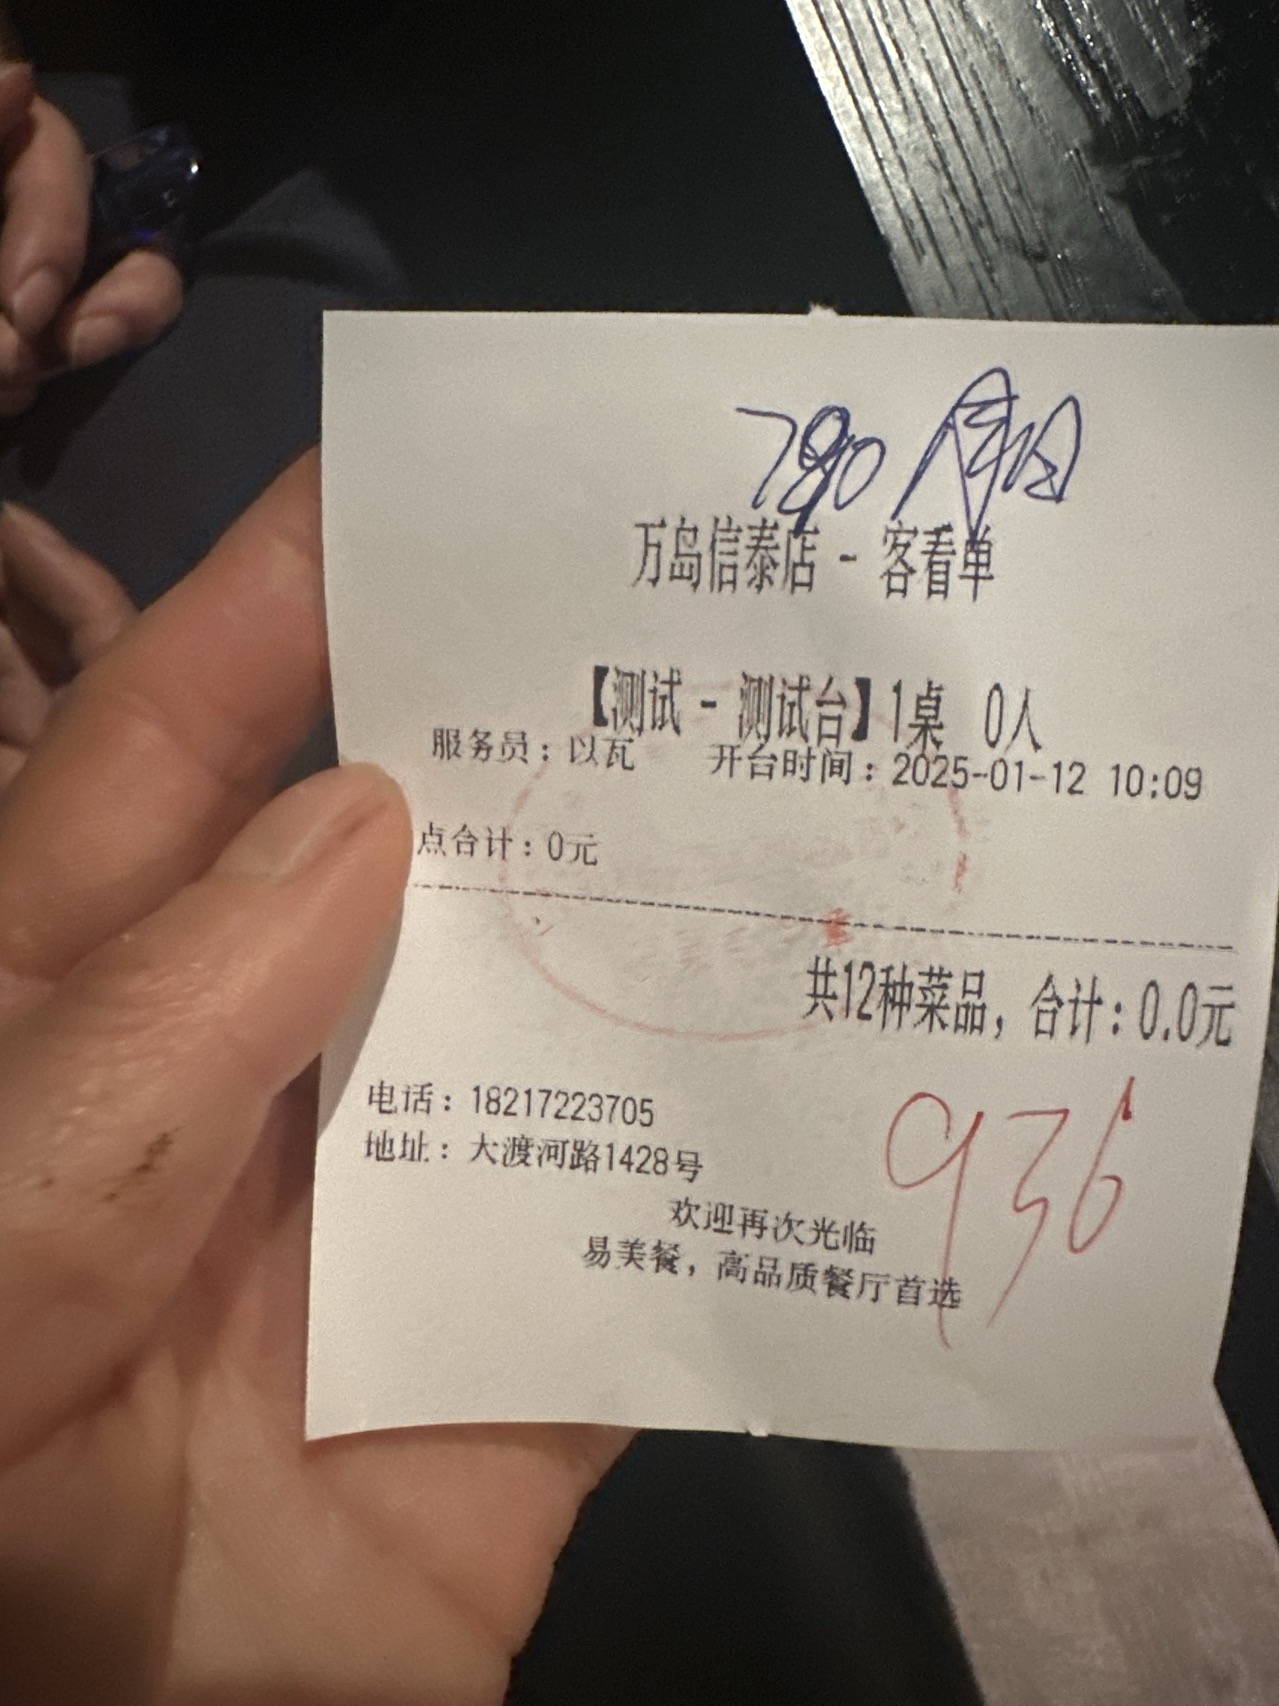 780
万岛信泰店 - 客看单
【测试 - 测试台】1桌 0人
服务员：以瓦 开台时间：2025-01-12 10:09
点合计：0元
共12种菜品，合计：0.0元
936
电话：18217223705
地址：大渡河路1428号
欢迎再次光临
易美餐，高品质餐厅首选